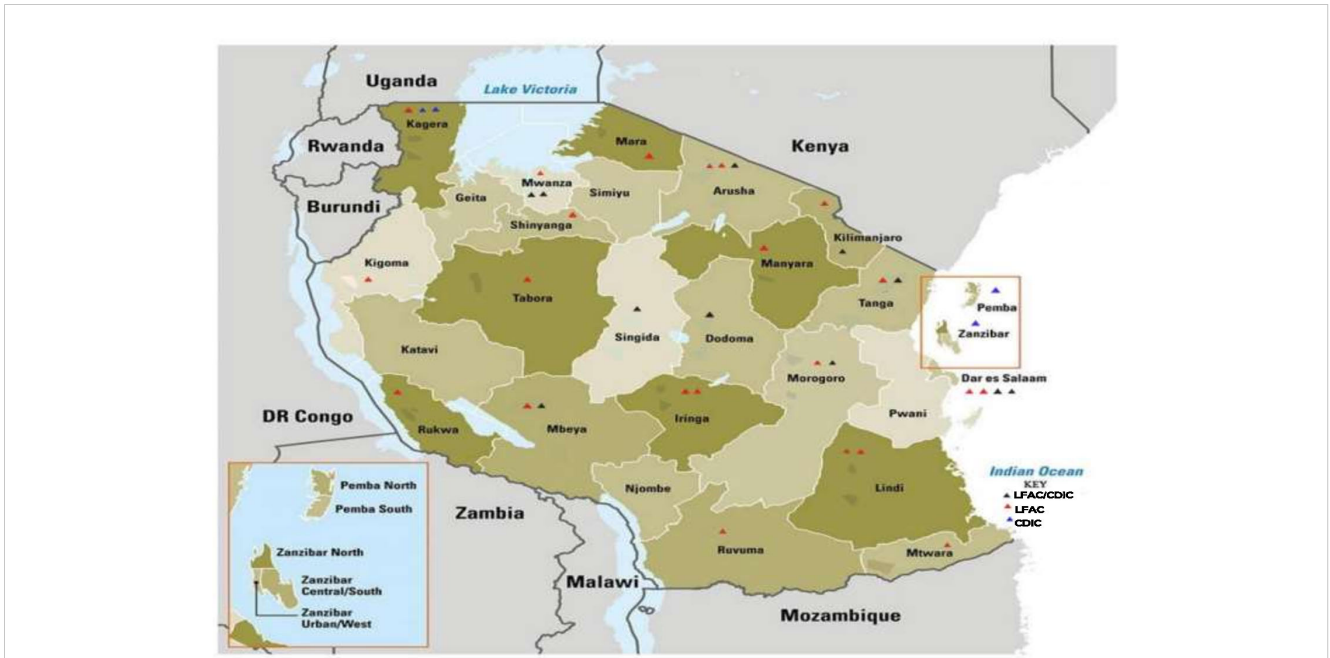 Uganda
Lake Victoria
Kagera
Rwanda
Mara
Kenya
Mwanza
Arusha
Burundi
Geita
Simiyu
Shinyanga
Kilimanjaro
Kigoma
Manyara
Tabora
Tanga
Pemba
Singida
Dodoma
Zanzibar
Katavi
Morogoro
Dar es Salaam
DR Congo
Rukwa
Mbeya
Iringa
Pwani
Indian Ocean
KEY
LFAC/CDIC
LFAC
CDIC
Lindi
Njombe
Pemba North
Pemba South
Zambia
Zanzibar North
Ruvuma
Mtwara
Zanzibar
Central/South
Malawi
Zanzibar
Urban/West
Mozambique